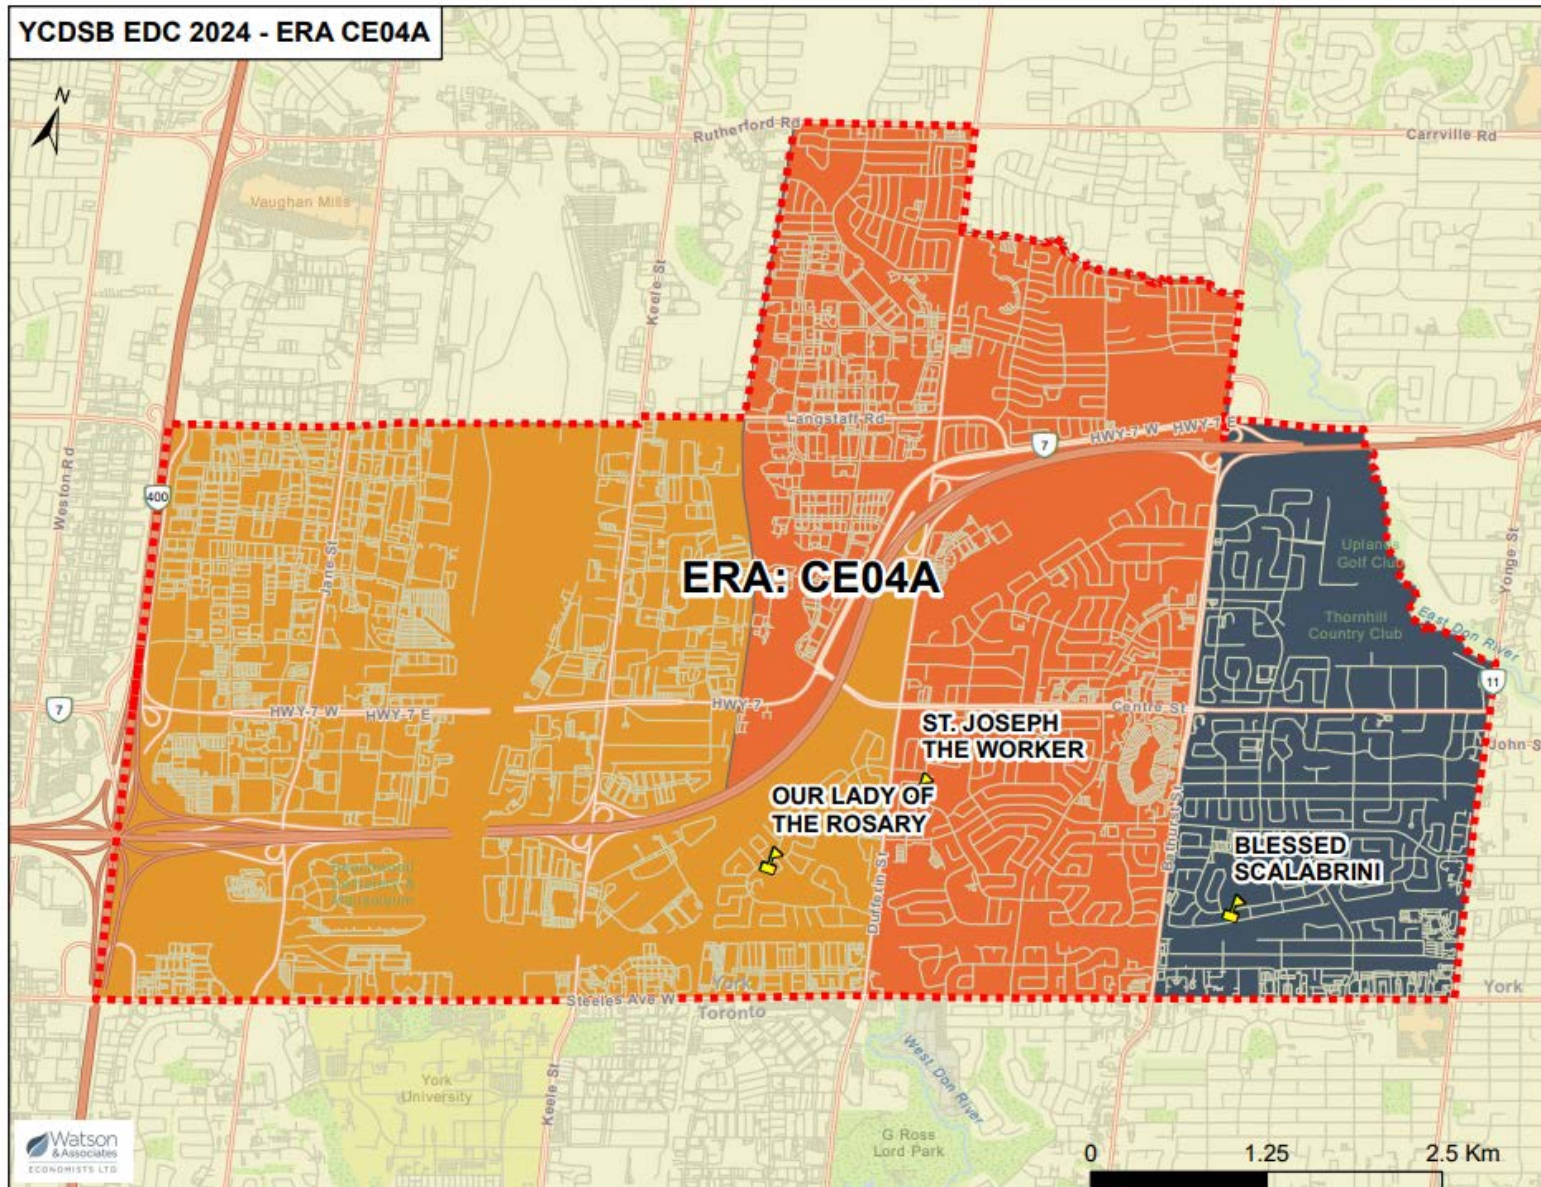 YCDSB EDC 2024 - ERA CE04A
N
Rutherford Rd
Carrville Rd
Vaughan Mills
Keele St
Langstaff Rd
HWY-7 W HWY-7 E
7
Weston Rd
400
Jane St
ERA: CE04A
Uplands
Golf Club
Yonge St
Thornhill
Country Club
East Don River
7
HWY-7 W HWY-7 E
HWY-7
Centre St
11
ST. JOSEPH
THE WORKER
John S
OUR LADY OF
THE ROSARY
Bathurst St
BLESSED
SCALABRINI
Dufferin St
Steeles Ave W
York
Toronto
York
Keele St
York
University
West Don River
G Ross
Lord Park
Watson
& Associates
ECONOMISTS LTD
0 1.25 2.5 Km